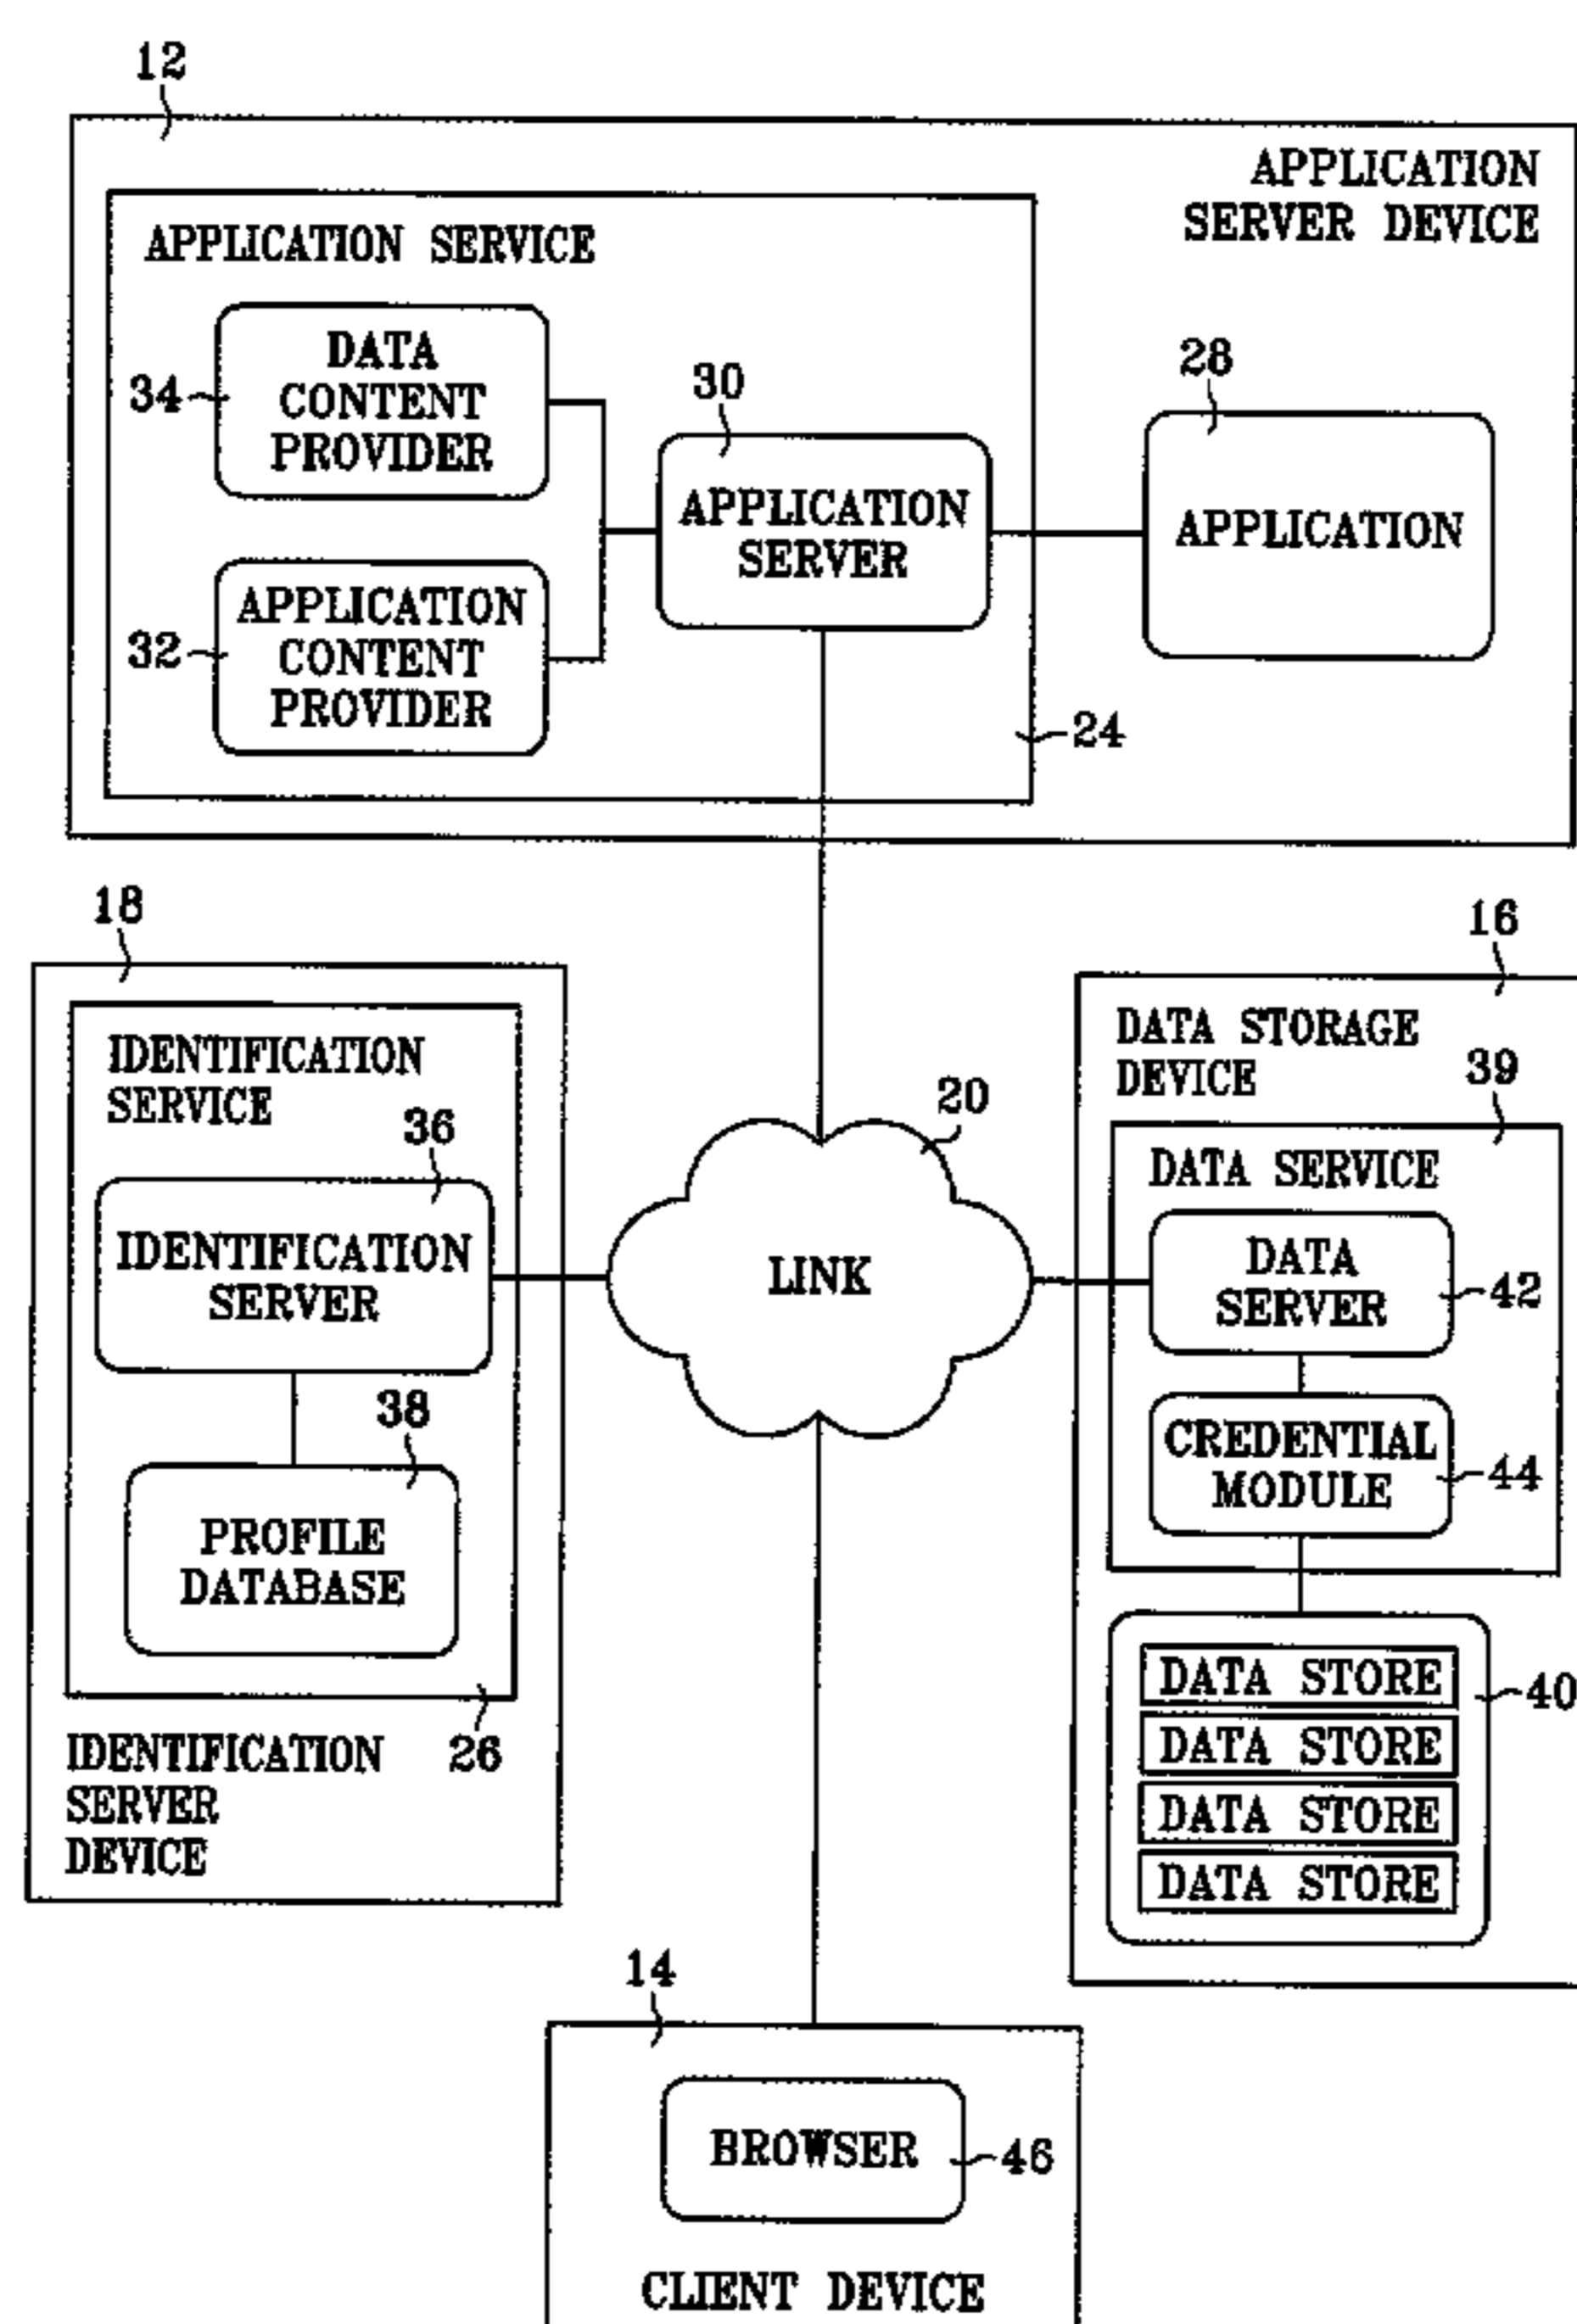 12
APPLICATION
SERVER DEVICE
APPLICATION SERVICE
DATA
CONTENT
PROVIDER
34
30
APPLICATION
SERVER
28
APPLICATION
APPLICATION
CONTENT
PROVIDER
32
24
18
IDENTIFICATION
SERVICE
36
IDENTIFICATION
SERVER
38
PROFILE
DATABASE
26
IDENTIFICATION
SERVER
DEVICE
20
LINK
16
DATA STORAGE
DEVICE
39
DATA SERVICE
DATA
SERVER
42
CREDENTIAL
MODULE
44
DATA STORE
DATA STORE
DATA STORE
DATA STORE
40
14
BROWSER
46
CLIENT DEVICE